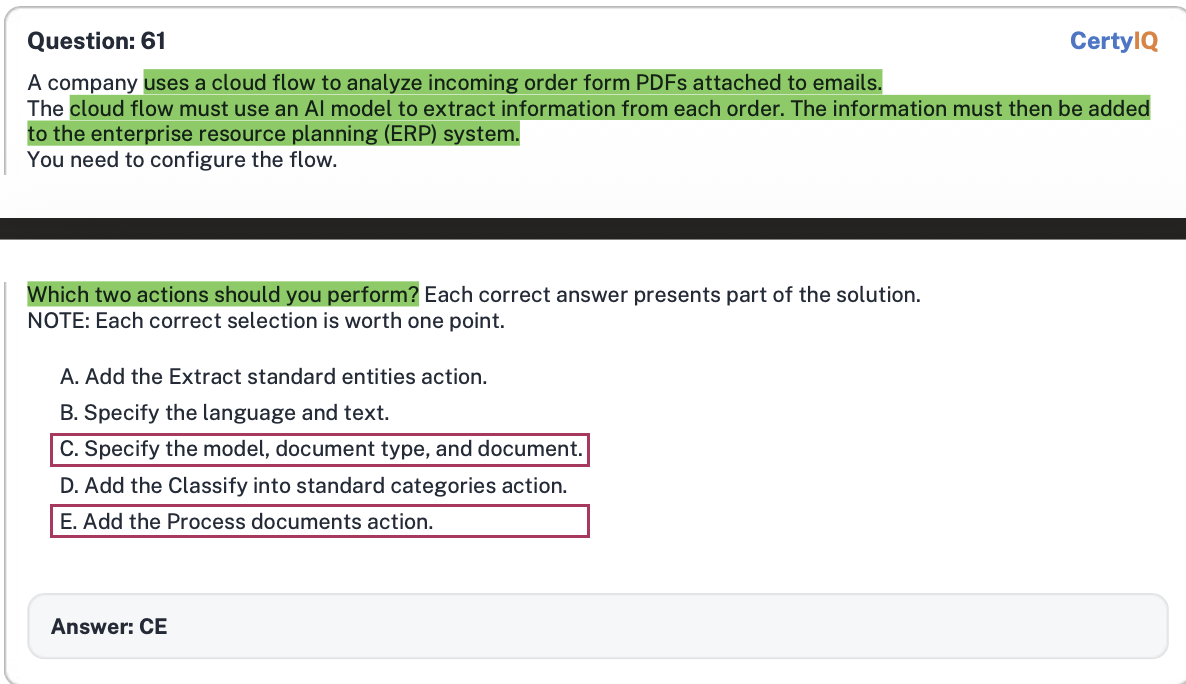 Question: 61
CertyIQ
A company uses a cloud flow to analyze incoming order form PDFs attached to emails.
The cloud flow must use an AI model to extract information from each order. The information must then be added
to the enterprise resource planning (ERP) system.
You need to configure the flow.
Which two actions should you perform? Each correct answer presents part of the solution.
NOTE: Each correct selection is worth one point.
A. Add the Extract standard entities action.
B. Specify the language and text.
C. Specify the model, document type, and document.
D. Add the Classify into standard categories action.
E. Add the Process documents action.
Answer: CE